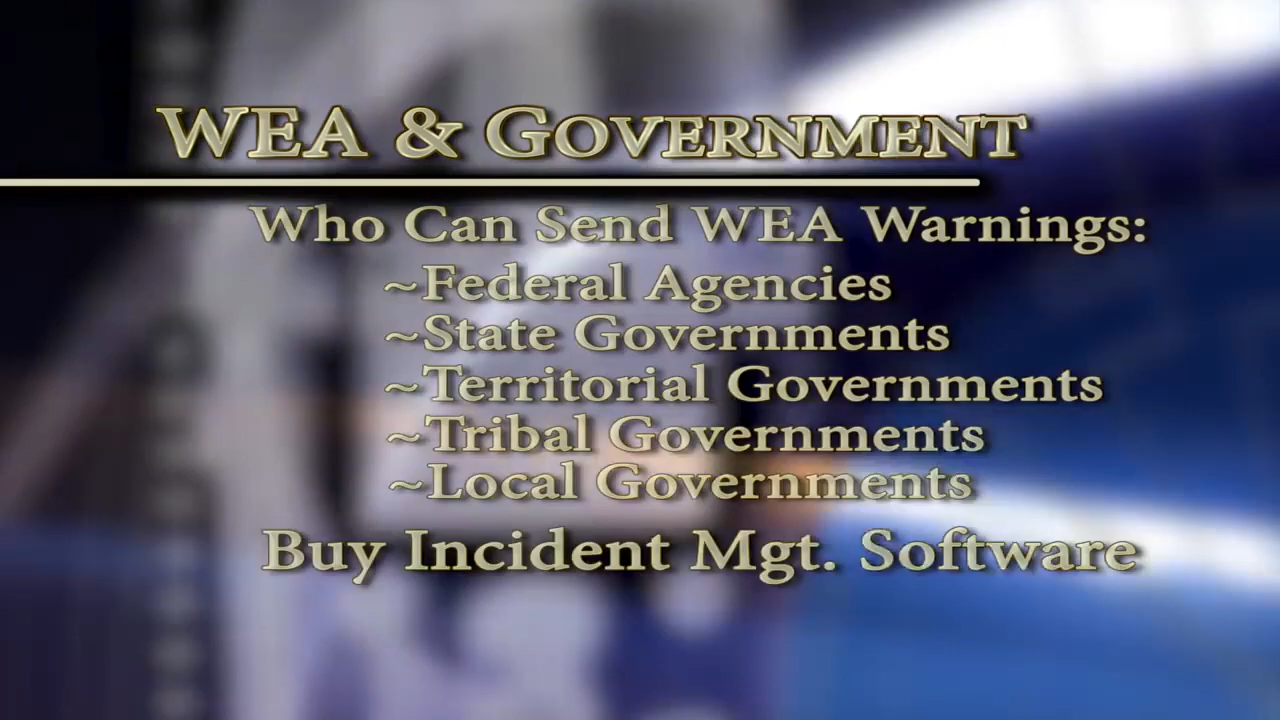 WEA & GOVERNMENT
Who Can Send WEA Warnings:
~Federal Agencies
~State Governments
~Territorial Governments
~Tribal Governments
~Local Governments
Buy Incident Mgt. Software